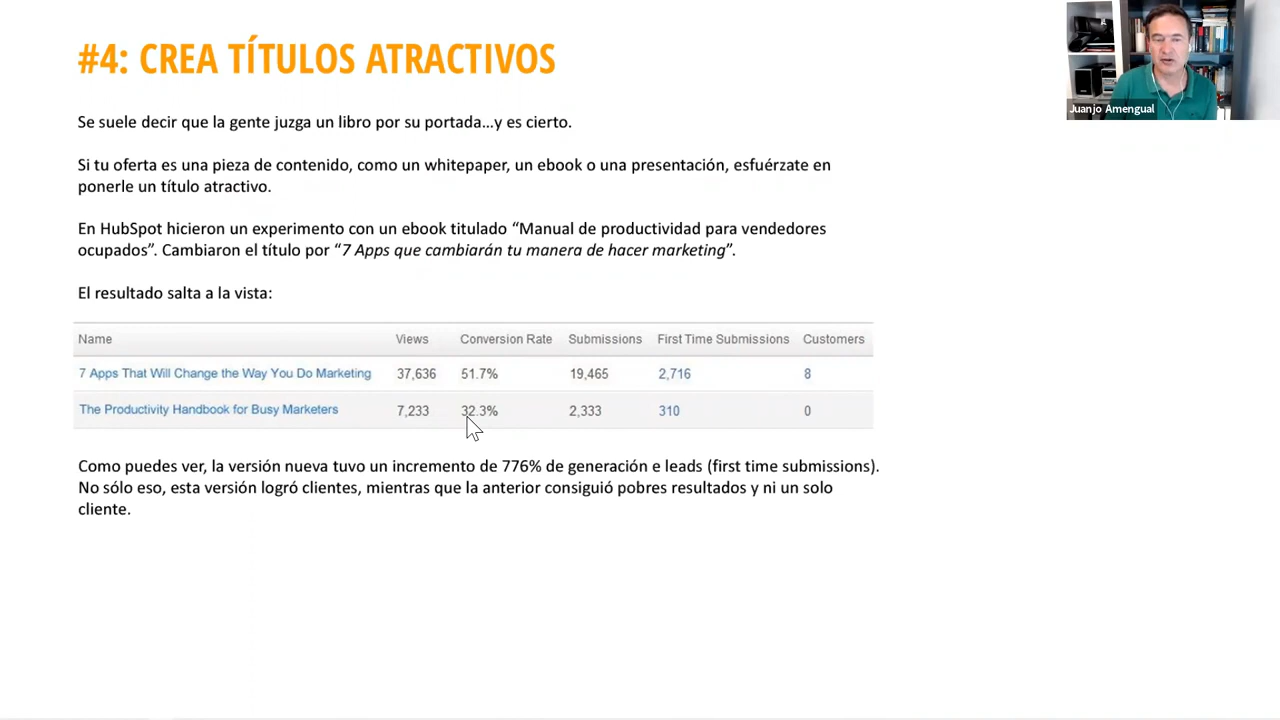 #4: CREA TÍTULOS ATRACTIVOS
Juanjo Amengual
Se suele decir que la gente juzga un libro por su portada...y es cierto.
Si tu oferta es una pieza de contenido, como un whitepaper, un ebook o una presentación, esfuérzate en
ponerle un título atractivo.
En HubSpot hicieron un experimento con un ebook titulado “Manual de productividad para vendedores
ocupados”. Cambiaron el título por “7 Apps que cambiarán tu manera de hacer marketing”.
El resultado salta a la vista:
Name Views Conversion Rate Submissions First Time Submissions Customers
7 Apps That Will Change the Way You Do Marketing 37,636 51.7% 19,465 2,716 8
The Productivity Handbook for Busy Marketers 7,233 32.3% 2,333 310 0
Como puedes ver, la versión nueva tuvo un incremento de 776% de generación e leads (first time submissions).
No sólo eso, esta versión logró clientes, mientras que la anterior consiguió pobres resultados y ni un solo
cliente.